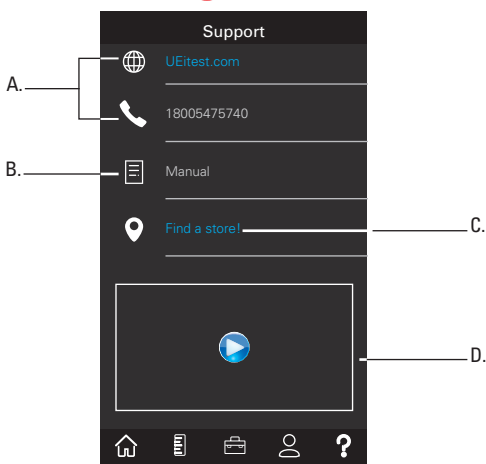 Support
A.
UEitest.com
18005475740
B.
Manual
Find a store!
C.
D.
?